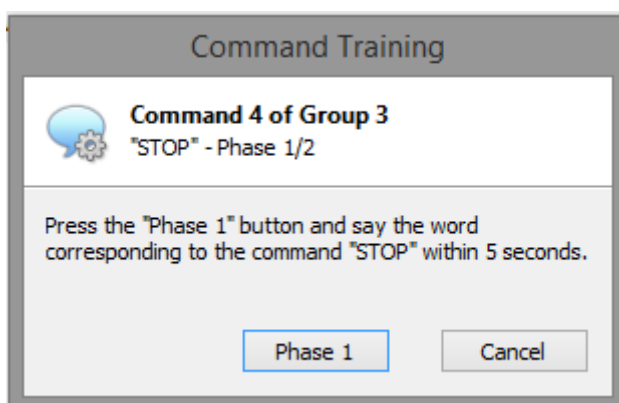 Command Training
Command 4 of Group 3
"STOP" - Phase 1/2
Press the "Phase 1" button and say the word
corresponding to the command "STOP" within 5 seconds.
Phase 1
Cancel